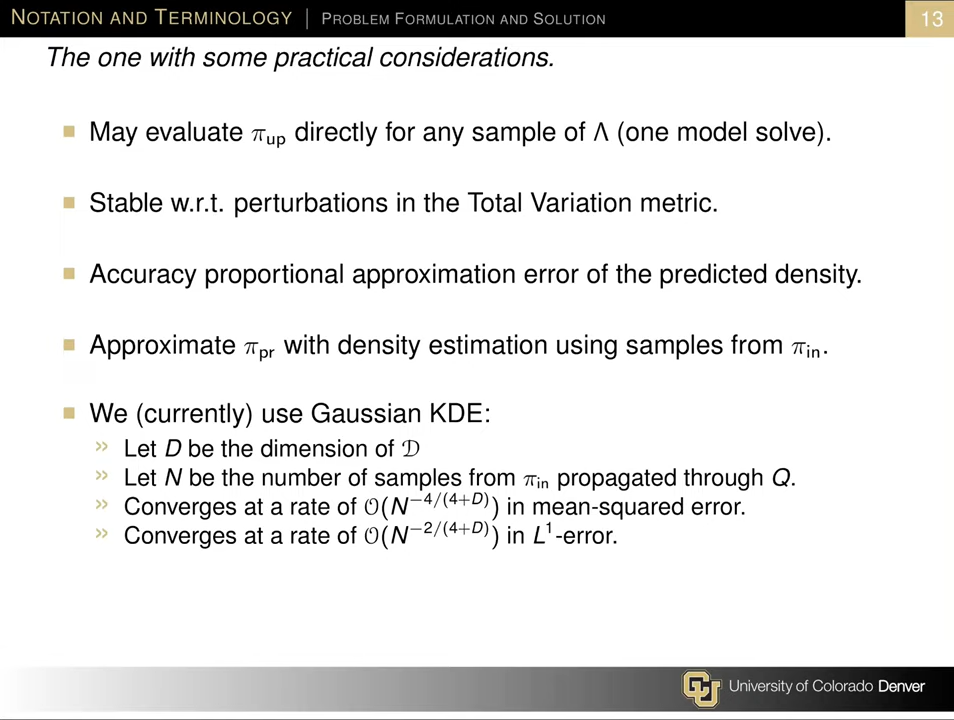 NOTATION AND TERMINOLOGY | PROBLEM FORMULATION AND SOLUTION 13
The one with some practical considerations.
■ May evaluate π_up directly for any sample of Λ (one model solve).
■ Stable w.r.t. perturbations in the Total Variation metric.
■ Accuracy proportional approximation error of the predicted density.
■ Approximate π_pr with density estimation using samples from π_in.
■ We (currently) use Gaussian KDE:
» Let D be the dimension of 𝒟
» Let N be the number of samples from π_in propagated through Q.
» Converges at a rate of 𝒪(N^−4/(4+D)) in mean-squared error.
» Converges at a rate of 𝒪(N^−2/(4+D)) in L^1-error.
University of Colorado Denver